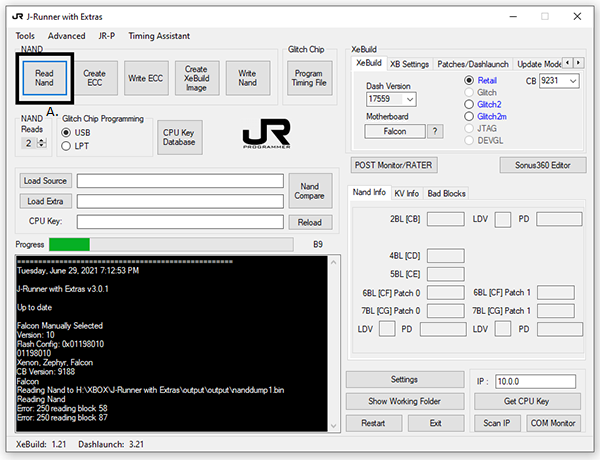 J-Runner with Extras
Tools Advanced JR-P Timing Assistant
NAND
Read Nand
Create ECC
Write ECC
Create XeBuild Image
Write Nand
Glitch Chip
Program Timing File
A.
NAND Reads
2
Glitch Chip Programming
USB
LPT
CPU Key Database
JR
PROGRAMMER
Load Source
Load Extra
CPU Key:
Nand Compare
Reload
Progress
B9
==================================================
Tuesday, June 29, 2021 7:12:53 PM
J-Runner with Extras v3.0.1
Up to date
Falcon Manually Selected
Version: 10
Flash Config: 0x01198010
01198010
Xenon, Zephyr, Falcon
CB Version: 9188
Falcon
Reading Nand to H:\XBOX\J-Runner with Extras\output\output\nanddump1.bin
Reading Nand
Error: 250 reading block 58
Error: 250 reading block 87
XeBuild
XeBuild XB Settings Patches/Dashlaunch Update Mode
Dash Version
17559
Motherboard
Falcon ?
Retail
Glitch
Glitch2
Glitch2m
JTAG
DEVGL
CB 9231
POST Monitor/RATER
Sonus360 Editor
Nand Info KV Info Bad Blocks
2BL [CB] LDV PD
4BL [CD]
5BL [CE]
6BL [CF] Patch 0 6BL [CF] Patch 1
7BL [CG] Patch 0 7BL [CG] Patch 1
LDV PD LDV PD
Settings
Show Working Folder
Restart
Exit
IP : 10.0.0
Get CPU Key
Scan IP
COM Monitor
XeBuild: 1.21 Dashlaunch: 3.21